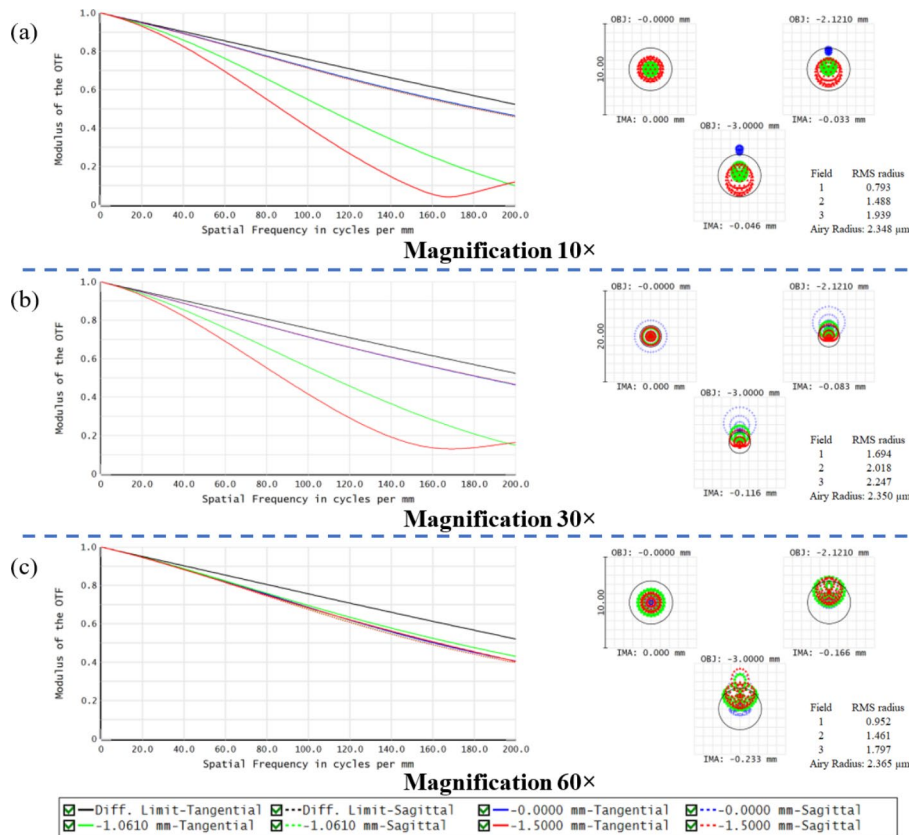 (a)
Modulus of the OTF
1.0
0.8
0.6
0.4
0.2
0
0.0 20.0 40.0 60.0 80.0 100.0 120.0 140.0 160.0 180.0 200.0
Spatial Frequency in cycles per mm
OBJ: -0.0000 mm
10.00
IMA: 0.000 mm
OBJ: -2.1210 mm
IMA: -0.033 mm
OBJ: -3.0000 mm
IMA: -0.046 mm
Field RMS radius
1 0.793
2 1.488
3 1.939
Airy Radius: 2.348 μm
Magnification 10×
(b)
Modulus of the OTF
1.0
0.8
0.6
0.4
0.2
0
0.0 20.0 40.0 60.0 80.0 100.0 120.0 140.0 160.0 180.0 200.0
Spatial Frequency in cycles per mm
OBJ: -0.0000 mm
20.00
IMA: 0.000 mm
OBJ: -2.1210 mm
IMA: -0.083 mm
OBJ: -3.0000 mm
IMA: -0.116 mm
Field RMS radius
1 1.694
2 2.018
3 2.247
Airy Radius: 2.350 μm
Magnification 30×
(c)
Modulus of the OTF
1.0
0.8
0.6
0.4
0.2
0
0.0 20.0 40.0 60.0 80.0 100.0 120.0 140.0 160.0 180.0 200.0
Spatial Frequency in cycles per mm
OBJ: -0.0000 mm
10.00
IMA: 0.000 mm
OBJ: -2.1210 mm
IMA: -0.166 mm
OBJ: -3.0000 mm
IMA: -0.233 mm
Field RMS radius
1 0.952
2 1.461
3 1.797
Airy Radius: 2.365 μm
Magnification 60×
Diff. Limit-Tangential Diff. Limit-Sagittal -0.0000 mm-Tangential -0.0000 mm-Sagittal
-1.0610 mm-Tangential -1.0610 mm-Sagittal -1.5000 mm-Tangential -1.5000 mm-Sagittal